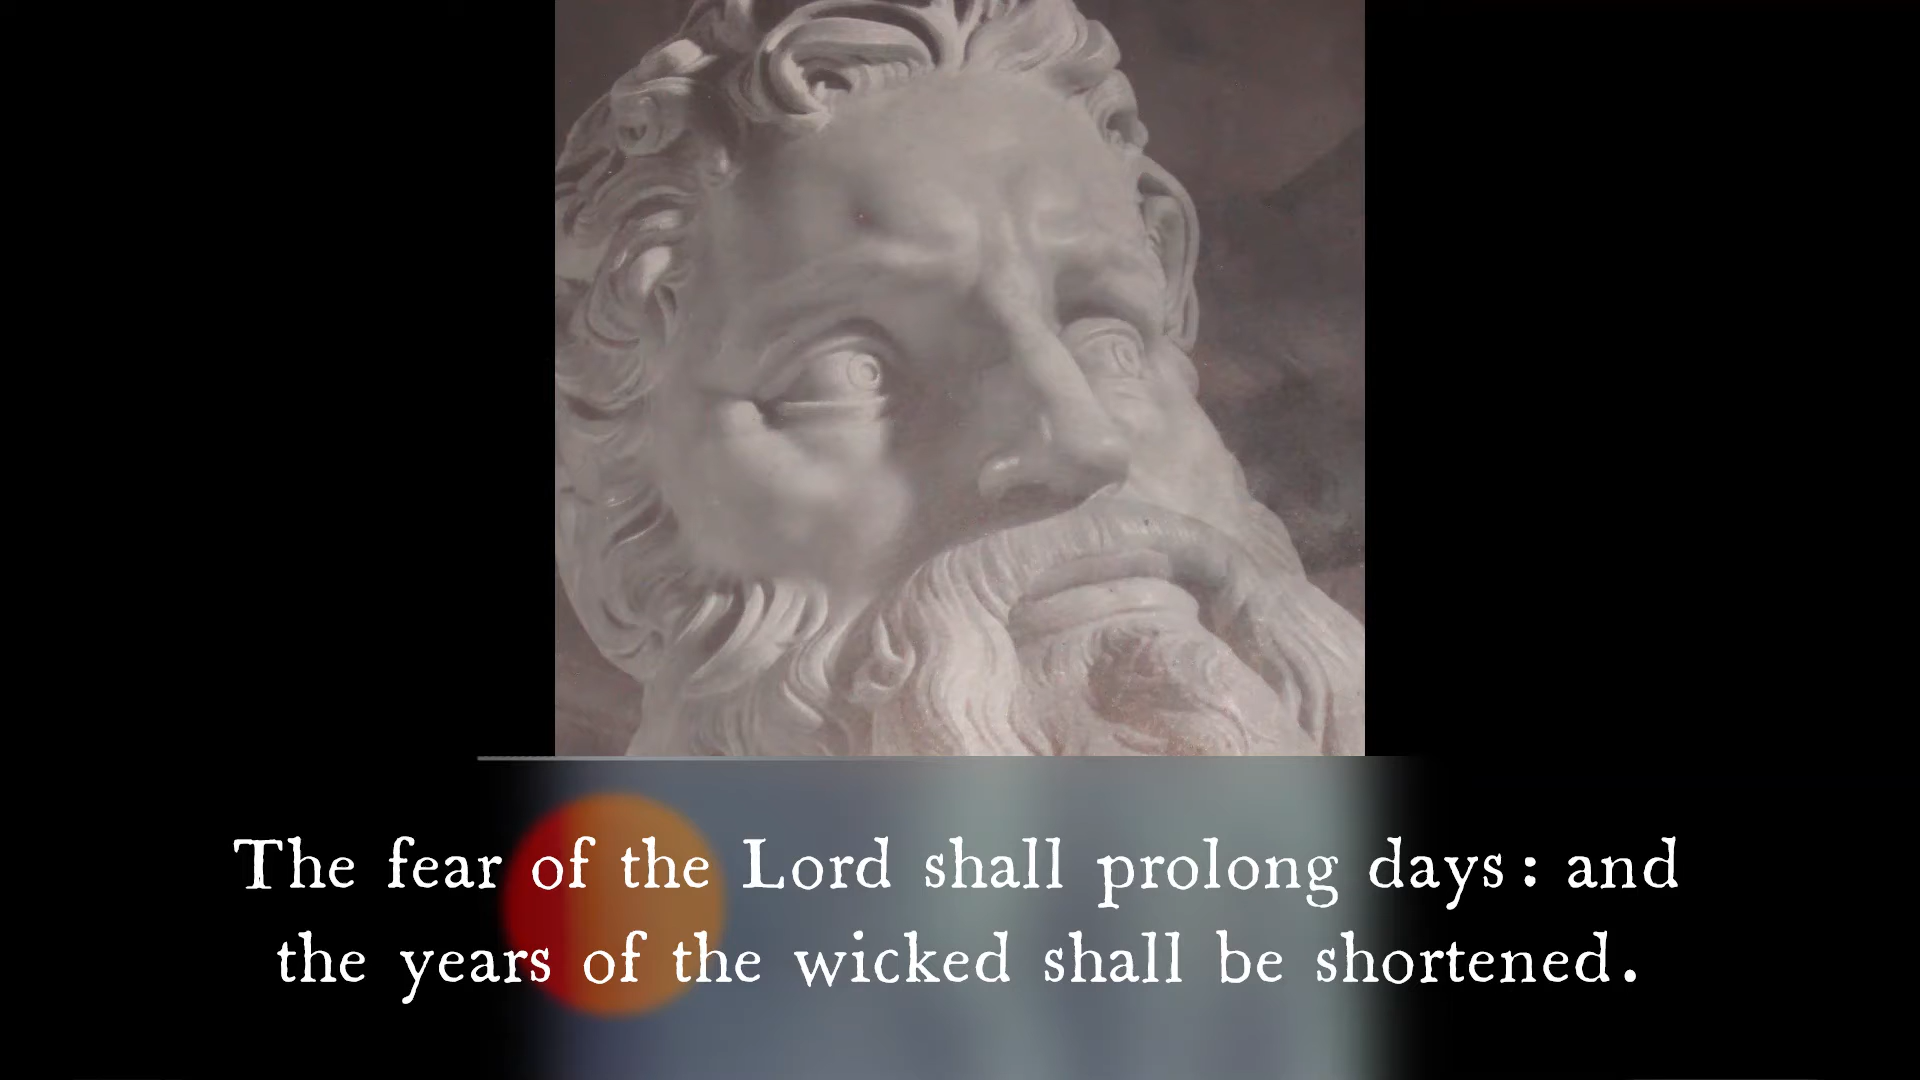 The fear of the Lord shall prolong days: and
the years of the wicked shall be shortened.